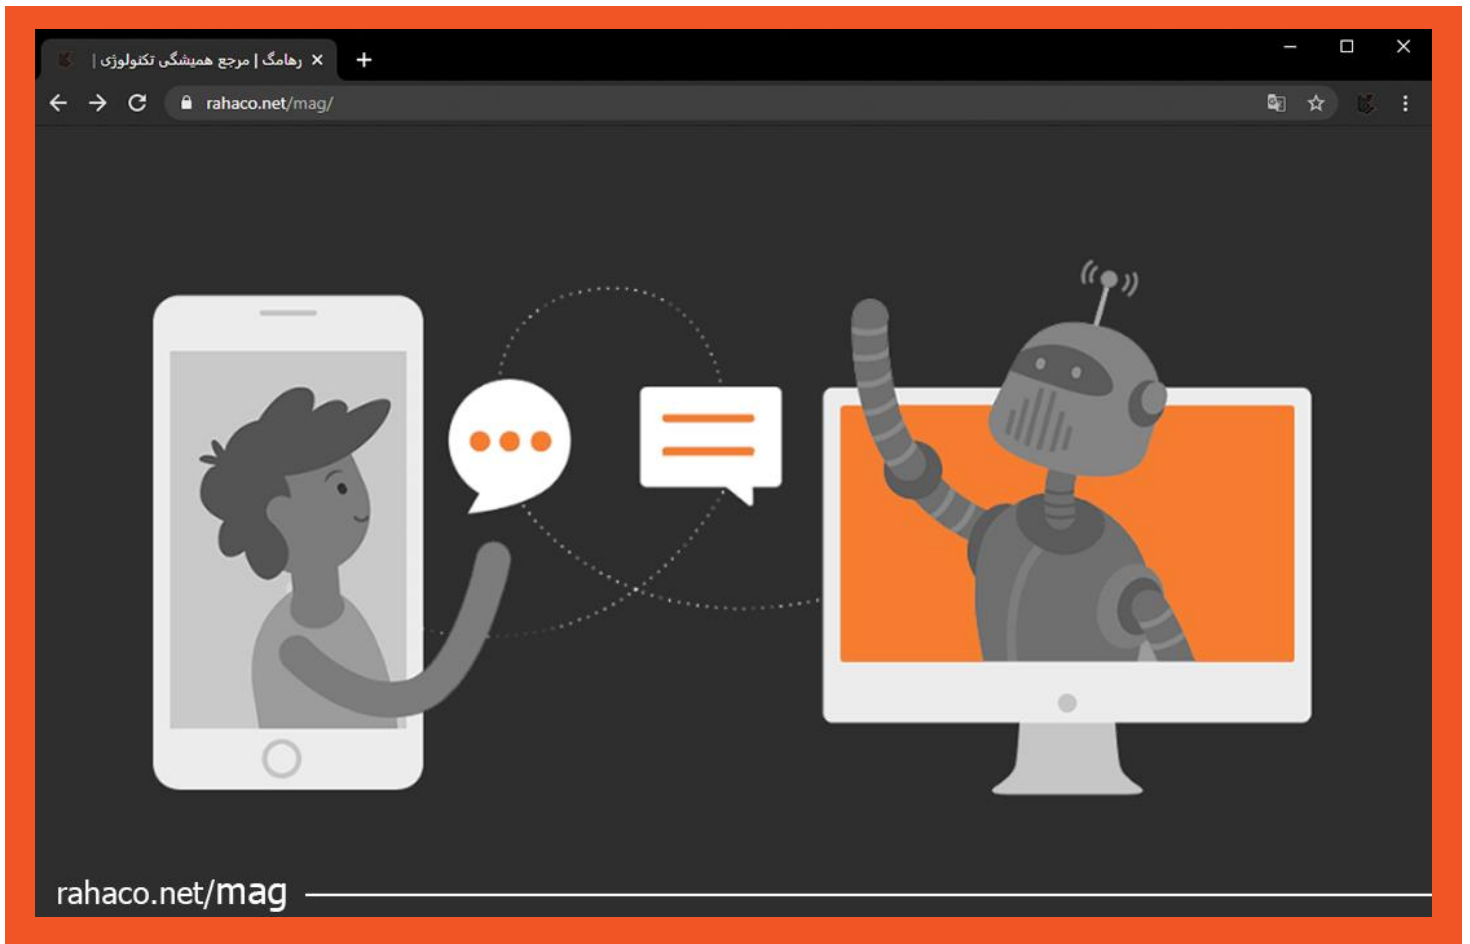 رهامگ | مرجع همیشگی تکنولوژی |
rahaco.net/mag/
rahaco.net/mag